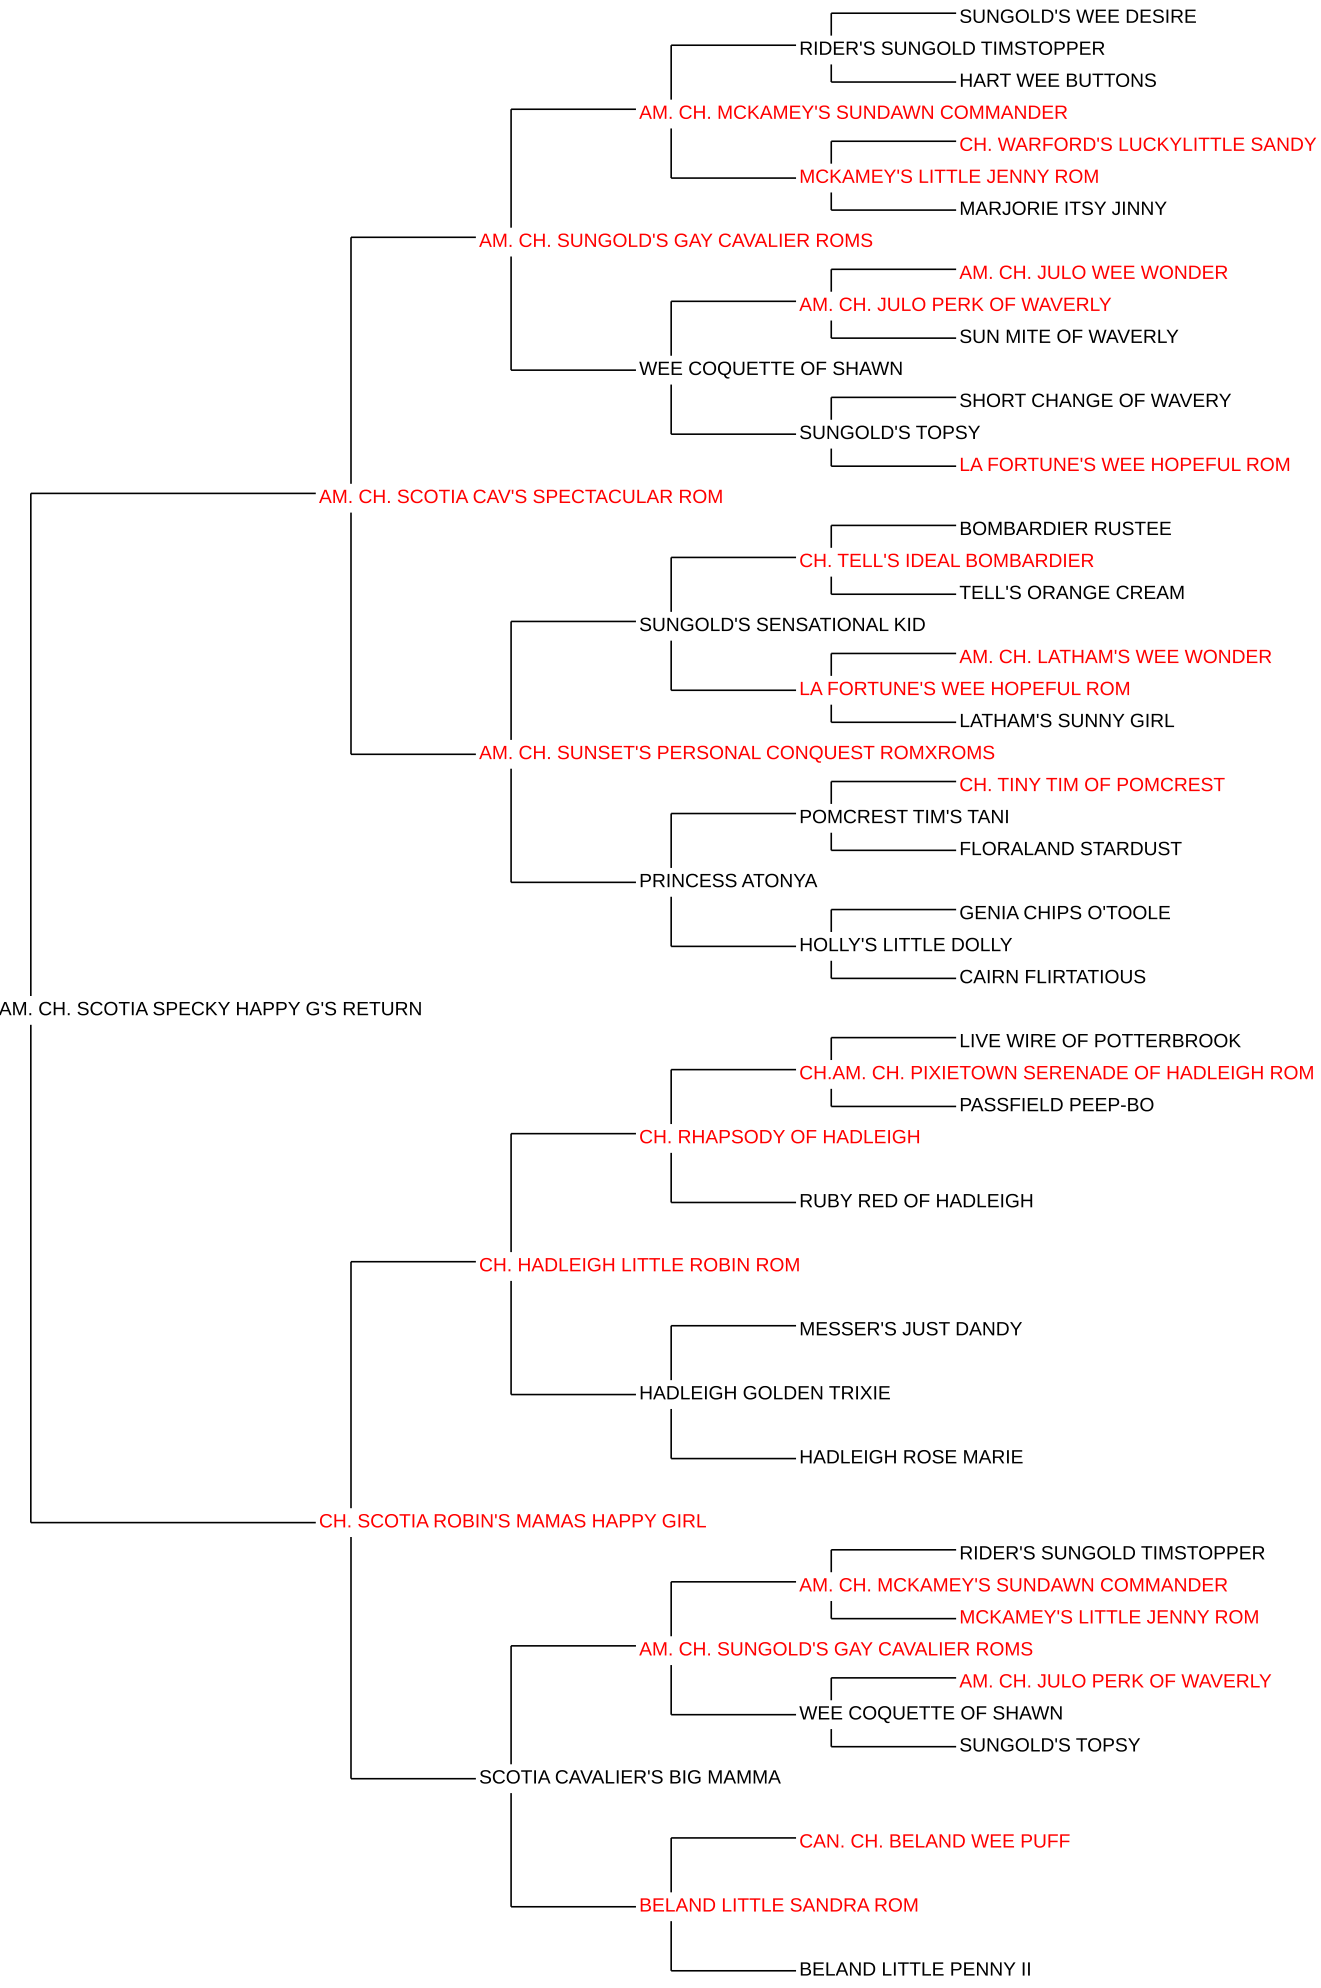 SUNGOLD'S WEE DESIRE
RIDER'S SUNGOLD TIMSTOPPER
HART WEE BUTTONS
AM. CH. MCKAMEY'S SUNDAWN COMMANDER
CH. WARFORD'S LUCKYLITTLE SANDY
MCKAMEY'S LITTLE JENNY ROM
MARJORIE ITSY JINNY
AM. CH. SUNGOLD'S GAY CAVALIER ROMS
AM. CH. JULO WEE WONDER
AM. CH. JULO PERK OF WAVERLY
SUN MITE OF WAVERLY
WEE COQUETTE OF SHAWN
SHORT CHANGE OF WAVERY
SUNGOLD'S TOPSY
LA FORTUNE'S WEE HOPEFUL ROM
AM. CH. SCOTIA CAV'S SPECTACULAR ROM
BOMBARDIER RUSTEE
CH. TELL'S IDEAL BOMBARDIER
TELL'S ORANGE CREAM
SUNGOLD'S SENSATIONAL KID
AM. CH. LATHAM'S WEE WONDER
LA FORTUNE'S WEE HOPEFUL ROM
LATHAM'S SUNNY GIRL
AM. CH. SUNSET'S PERSONAL CONQUEST ROMXROMS
CH. TINY TIM OF POMCREST
POMCREST TIM'S TANI
FLORALAND STARDUST
PRINCESS ATONYA
GENIA CHIPS O'TOOLE
HOLLY'S LITTLE DOLLY
CAIRN FLIRTATIOUS
AM. CH. SCOTIA SPECKY HAPPY G'S RETURN
LIVE WIRE OF POTTERBROOK
CH.AM. CH. PIXIETOWN SERENADE OF HADLEIGH ROM
PASSFIELD PEEP-BO
CH. RHAPSODY OF HADLEIGH
RUBY RED OF HADLEIGH
CH. HADLEIGH LITTLE ROBIN ROM
MESSER'S JUST DANDY
HADLEIGH GOLDEN TRIXIE
HADLEIGH ROSE MARIE
CH. SCOTIA ROBIN'S MAMAS HAPPY GIRL
RIDER'S SUNGOLD TIMSTOPPER
AM. CH. MCKAMEY'S SUNDAWN COMMANDER
MCKAMEY'S LITTLE JENNY ROM
AM. CH. SUNGOLD'S GAY CAVALIER ROMS
AM. CH. JULO PERK OF WAVERLY
WEE COQUETTE OF SHAWN
SUNGOLD'S TOPSY
SCOTIA CAVALIER'S BIG MAMMA
CAN. CH. BELAND WEE PUFF
BELAND LITTLE SANDRA ROM
BELAND LITTLE PENNY II